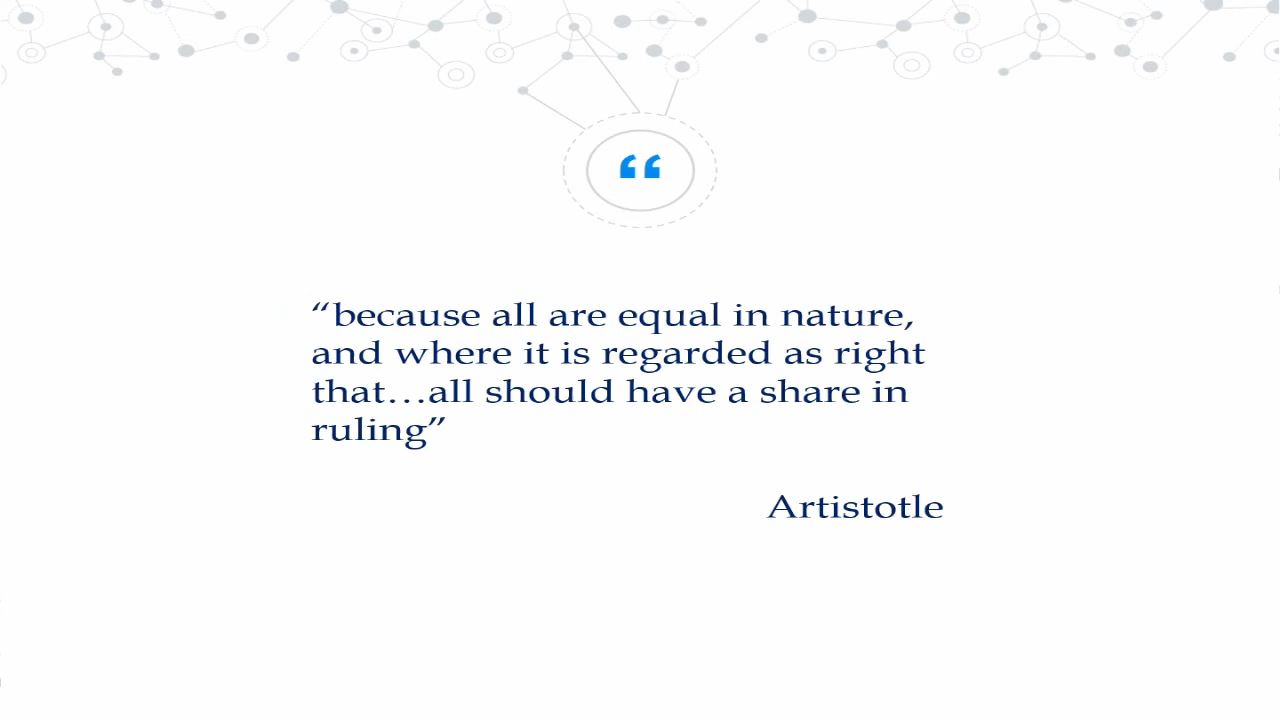 “
“because all are equal in nature,
and where it is regarded as right
that…all should have a share in
ruling”
Artistotle